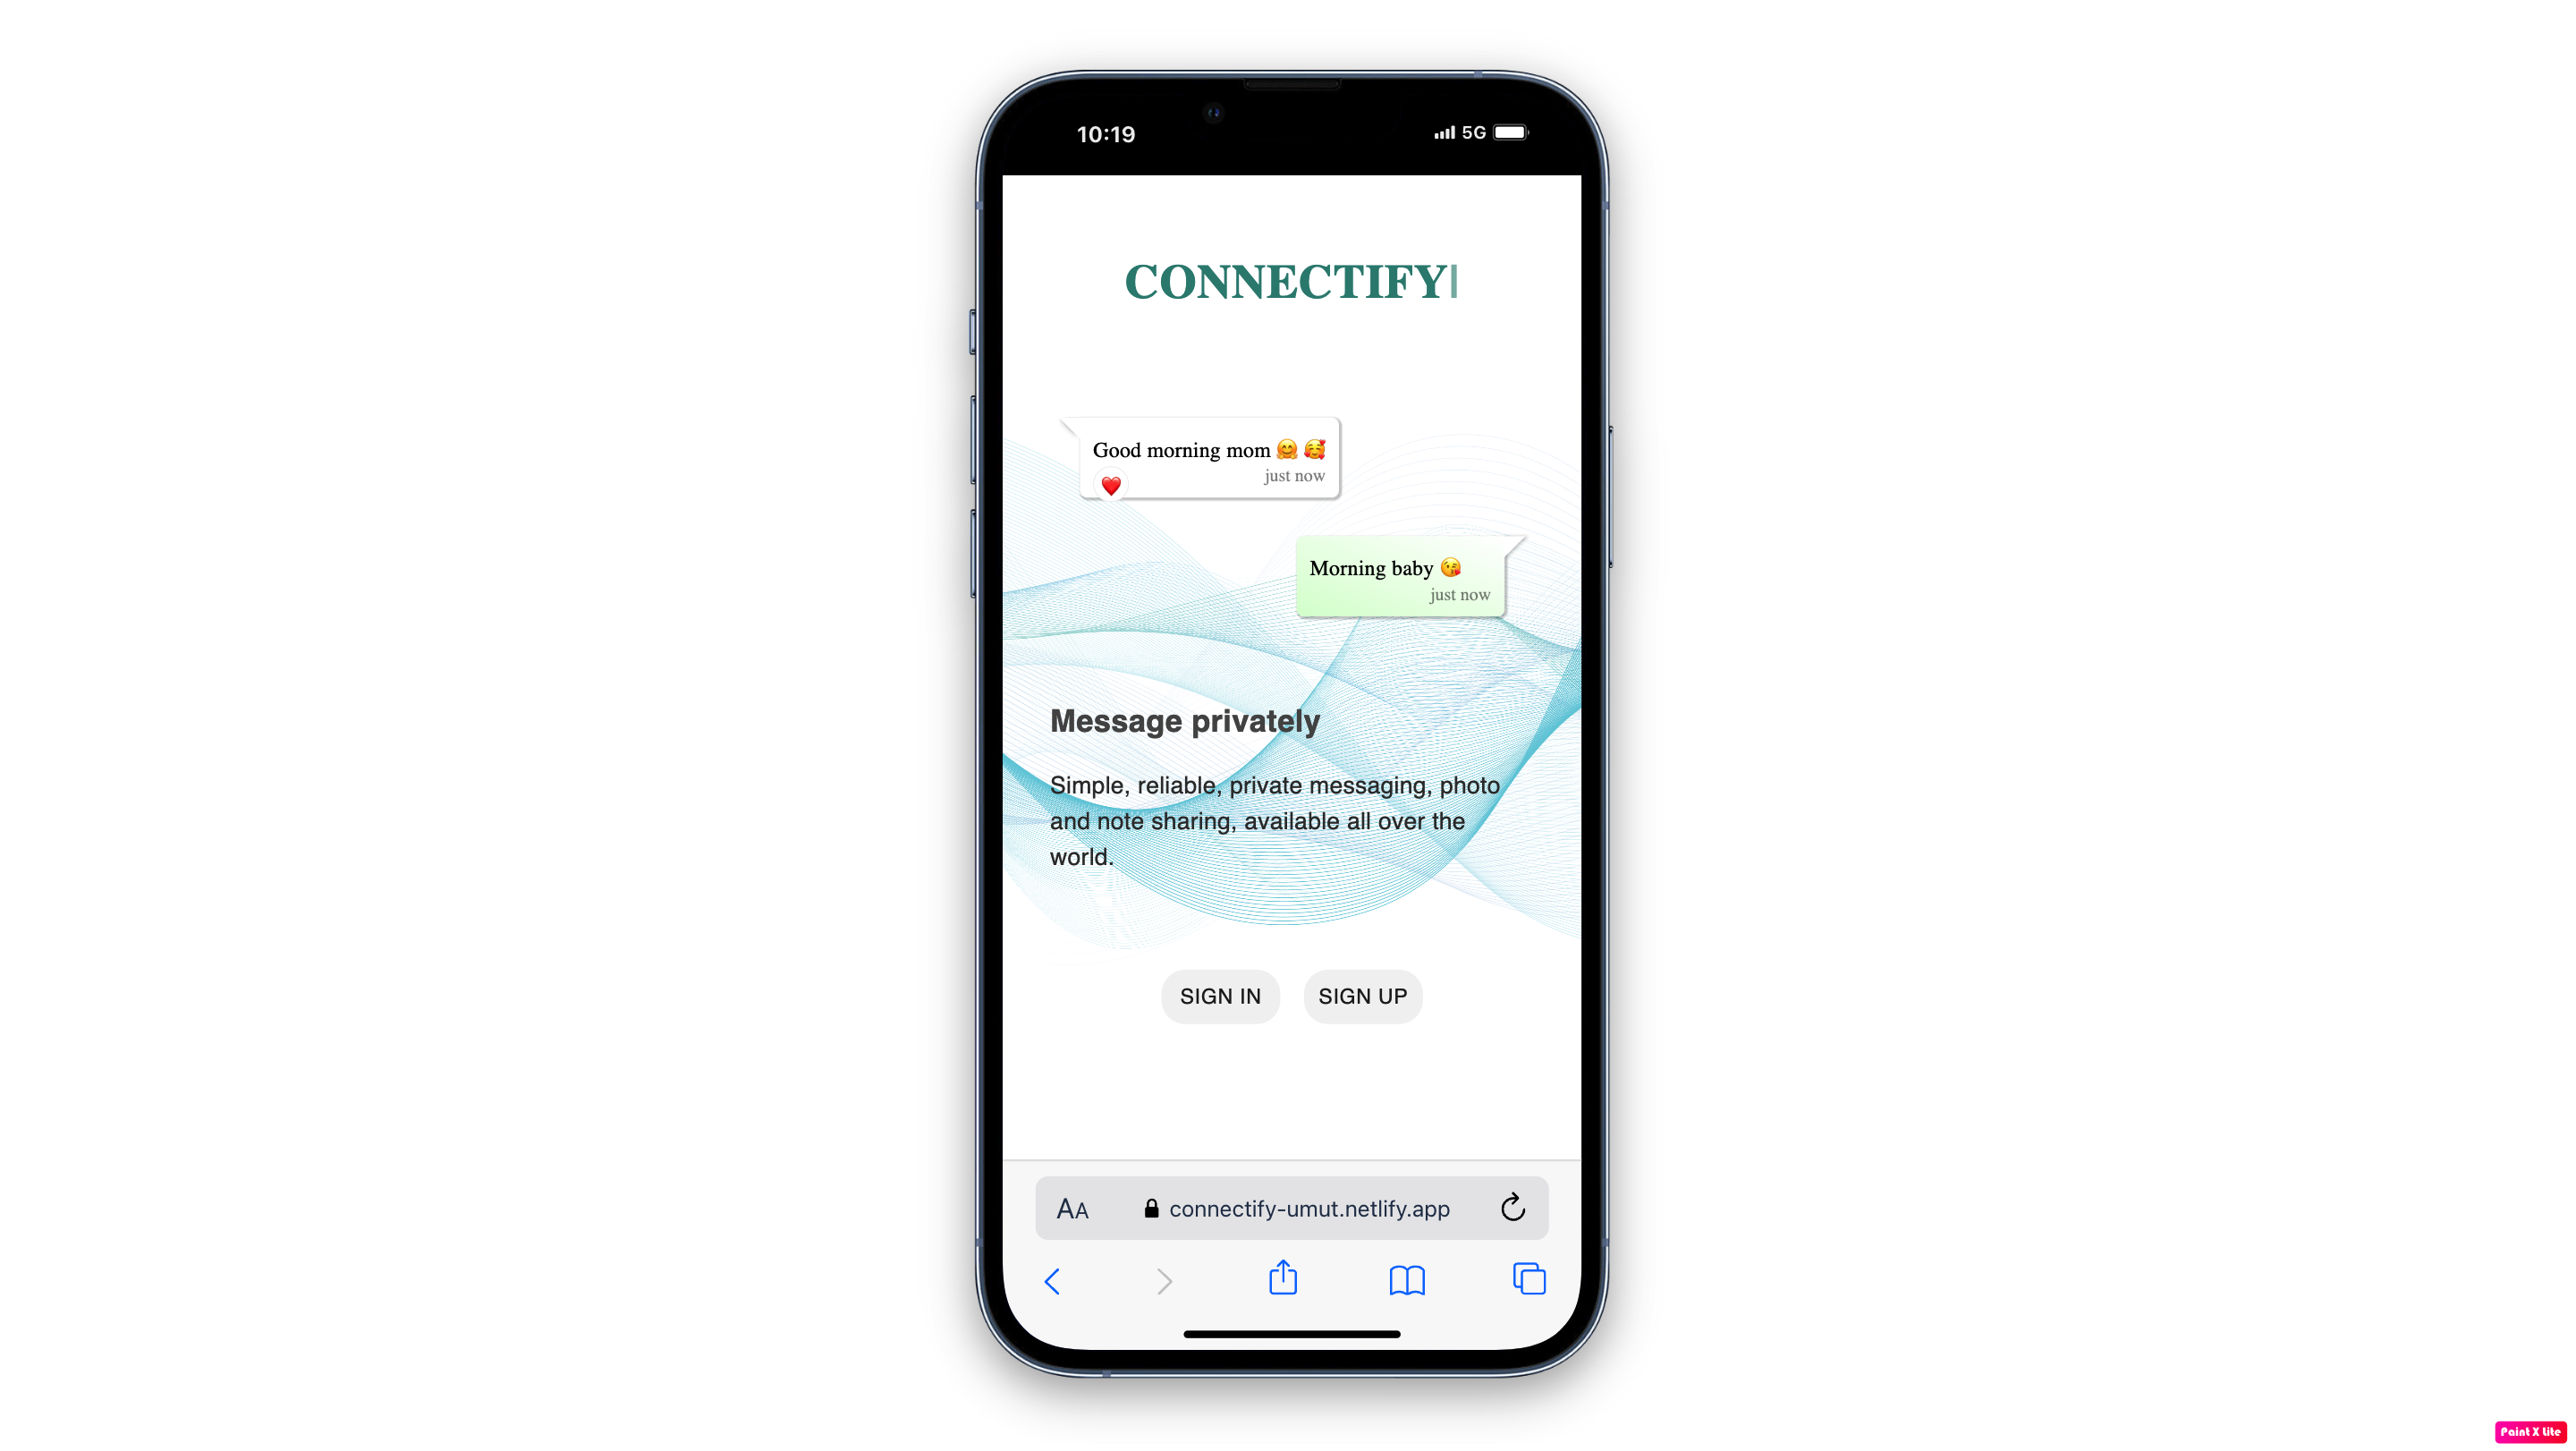 10:19
5G
CONNECTIFY
Good morning mom 🤗 🥰
just now
❤️
Morning baby 😘
just now
Message privately
Simple, reliable, private messaging, photo
and note sharing, available all over the
world.
SIGN IN
SIGN UP
AA
connectify-umut.netlify.app
Paint X Lite